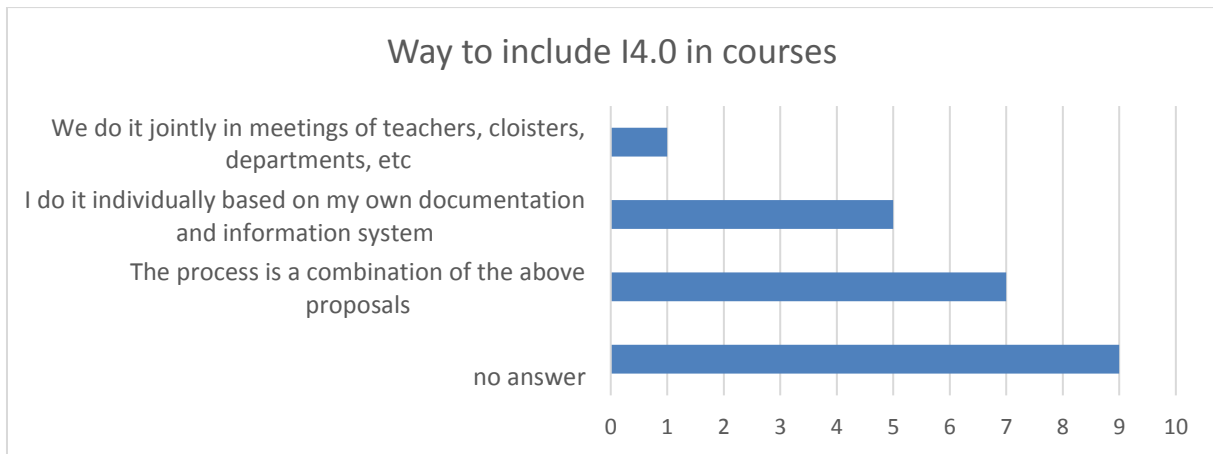 Way to include I4.0 in courses
We do it jointly in meetings of teachers, cloisters,
departments, etc
I do it individually based on my own documentation
and information system
The process is a combination of the above
proposals
no answer
0 1 2 3 4 5 6 7 8 9 10